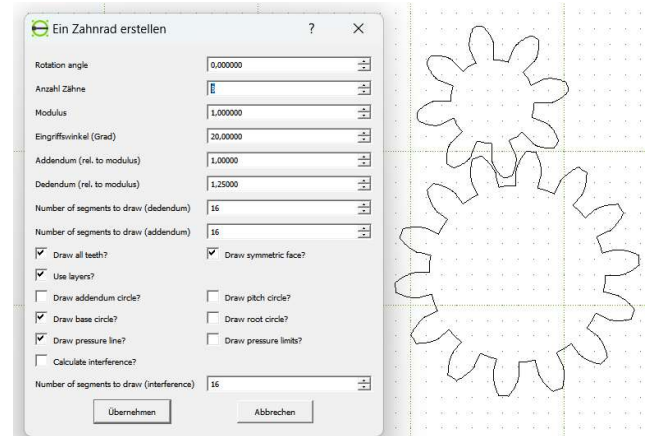 Ein Zahnrad erstellen ?
Rotation angle 0,000000
Anzahl Zähne
Modulus 1,000000
Eingriffswinkel (Grad) 20,00000
Addendum (rel. to modulus) 1,00000
Dedendum (rel. to modulus) 1,25000
Number of segments to draw (dedendum) 16
Number of segments to draw (addendum) 16
Draw all teeth? Draw symmetric face?
Use layers?
Draw addendum circle? Draw pitch circle?
Draw base circle? Draw root circle?
Draw pressure line? Draw pressure limits?
Calculate interference?
Number of segments to draw (interference) 16
Übernehmen Abbrechen